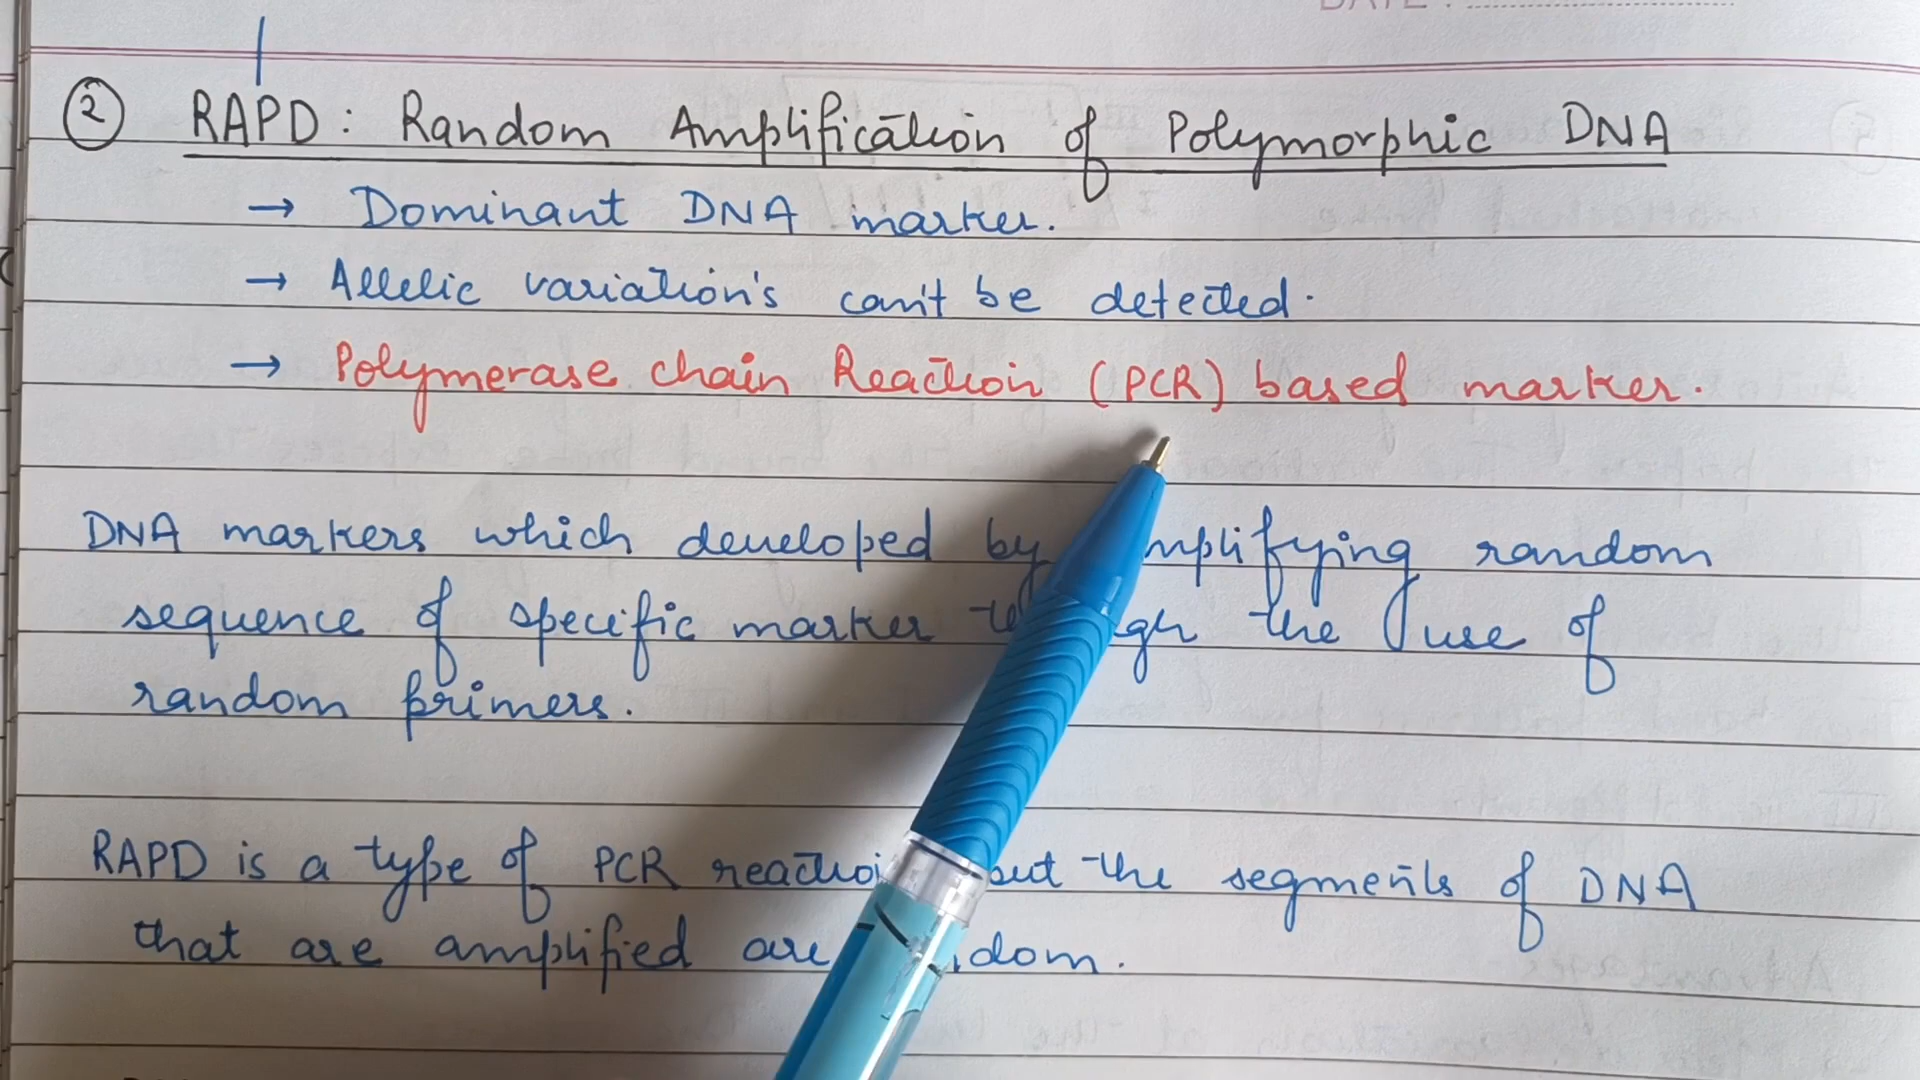 DATE :
② RAPD : Random Amplification of Polymorphic DNA
→ Dominant DNA marker.
→ Allelic variation's can't be detected.
→ Polymerase chain Reaction (PCR) based marker.
DNA markers which developed by mplifying random
sequence of specific marker the use of
random primers.
RAPD is a type of PCR reactio but the segments of DNA
that are amplified are dom.